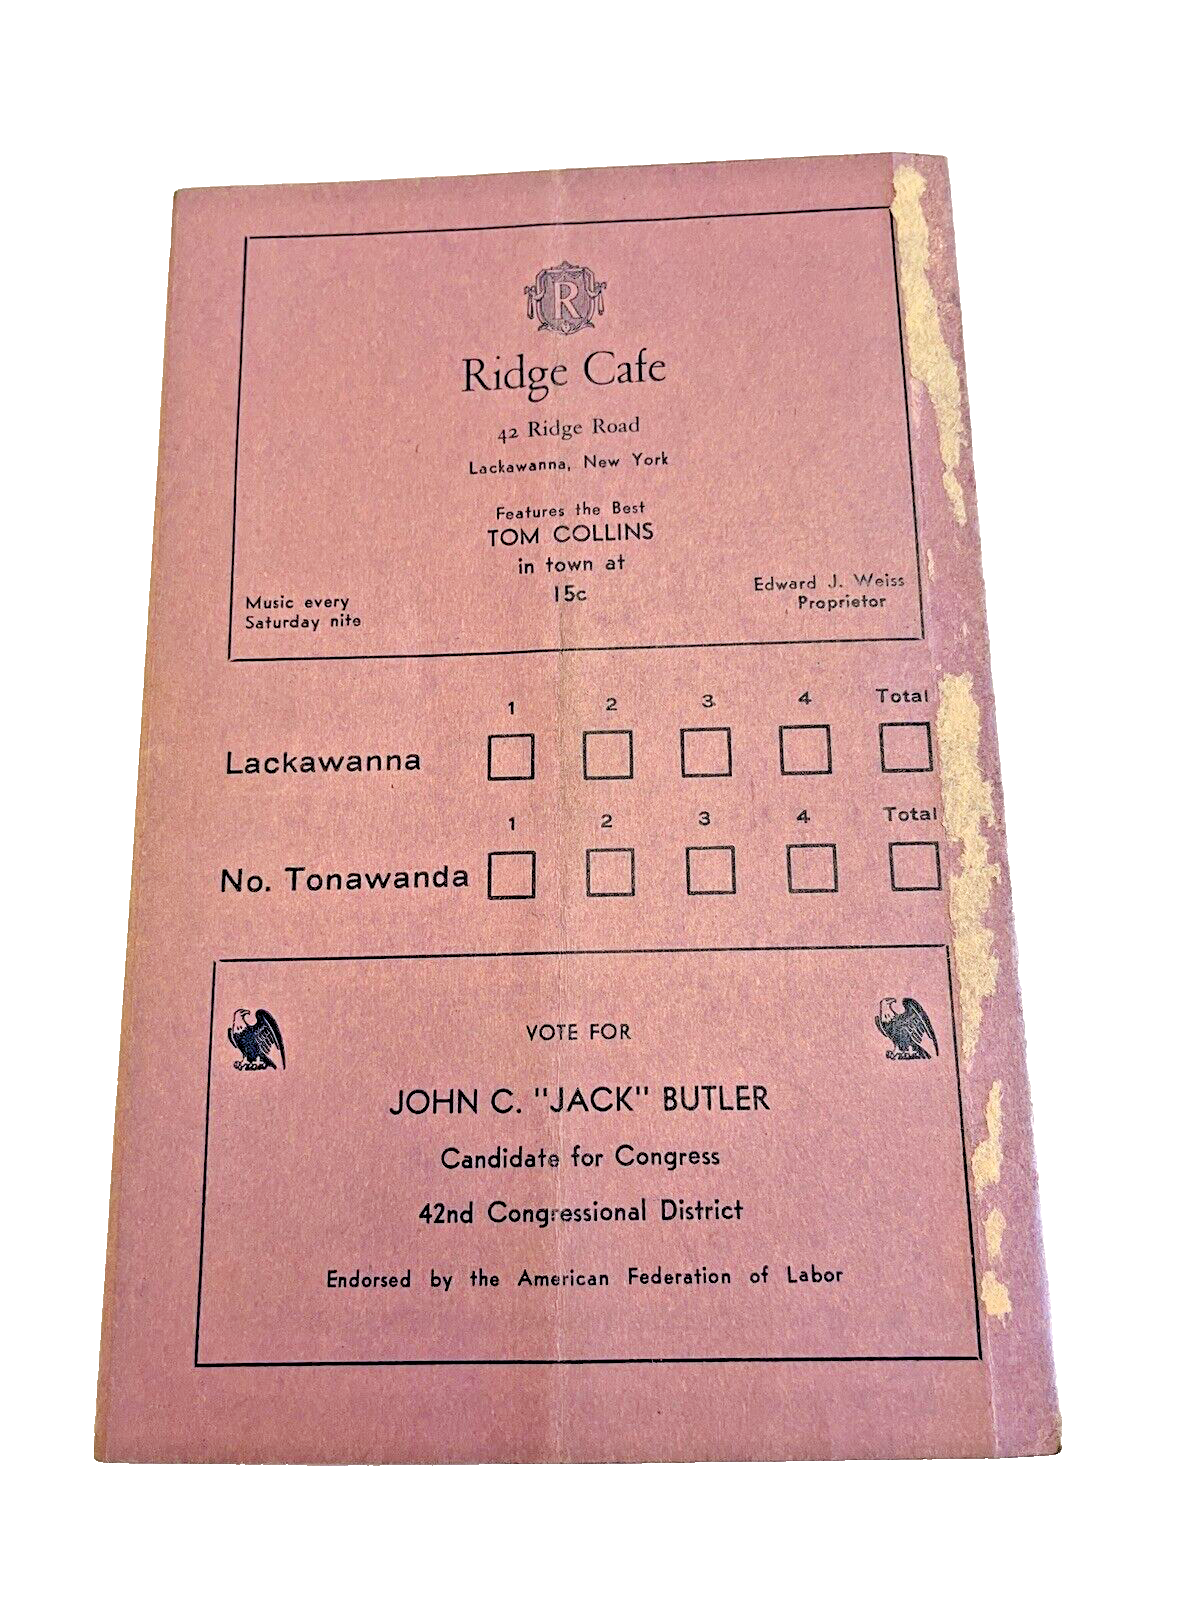 R
Ridge Cafe
42 Ridge Road
Lackawanna, New York
Features the Best
TOM COLLINS
in town at
15c
Music every
Saturday nite
Edward J. Weiss
Proprietor
1 2 3 4 Total
Lackawanna
1 2 3 4 Total
No. Tonawanda
VOTE FOR
JOHN C. "JACK" BUTLER
Candidate for Congress
42nd Congressional District
Endorsed by the American Federation of Labor